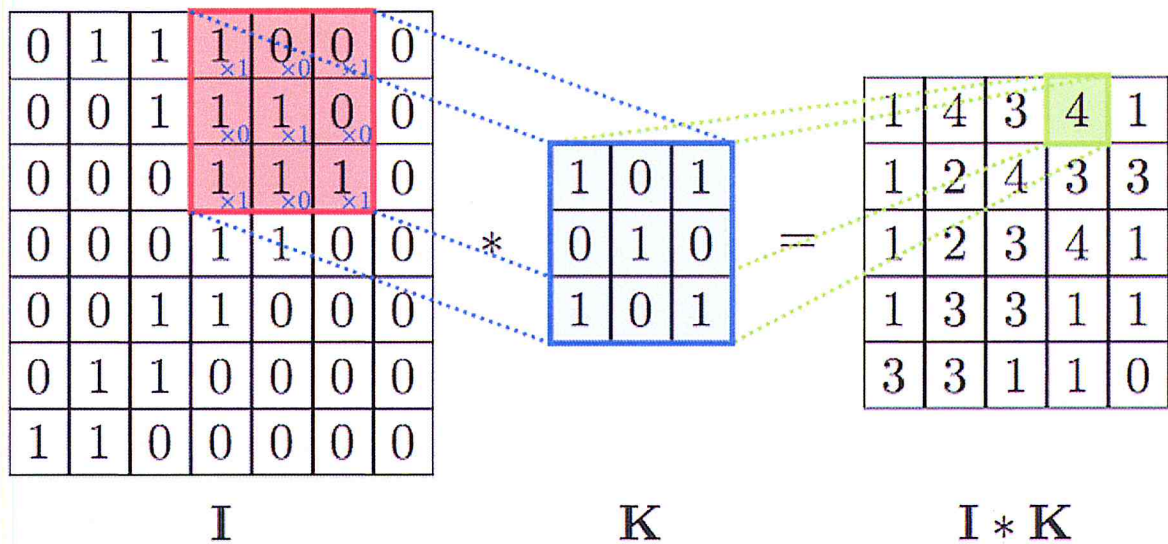 0 1 1 1×1 0×0 0×1 0
0 0 1 1×0 1×1 0×0 0
0 0 0 1×1 1×0 1×1 0
0 0 0 1 1 0 0
0 0 1 1 0 0 0
0 1 1 0 0 0 0
1 1 0 0 0 0 0
I
*
1 0 1
0 1 0
1 0 1
K
=
1 4 3 4 1
1 2 4 3 3
1 2 3 4 1
1 3 3 1 1
3 3 1 1 0
I * K